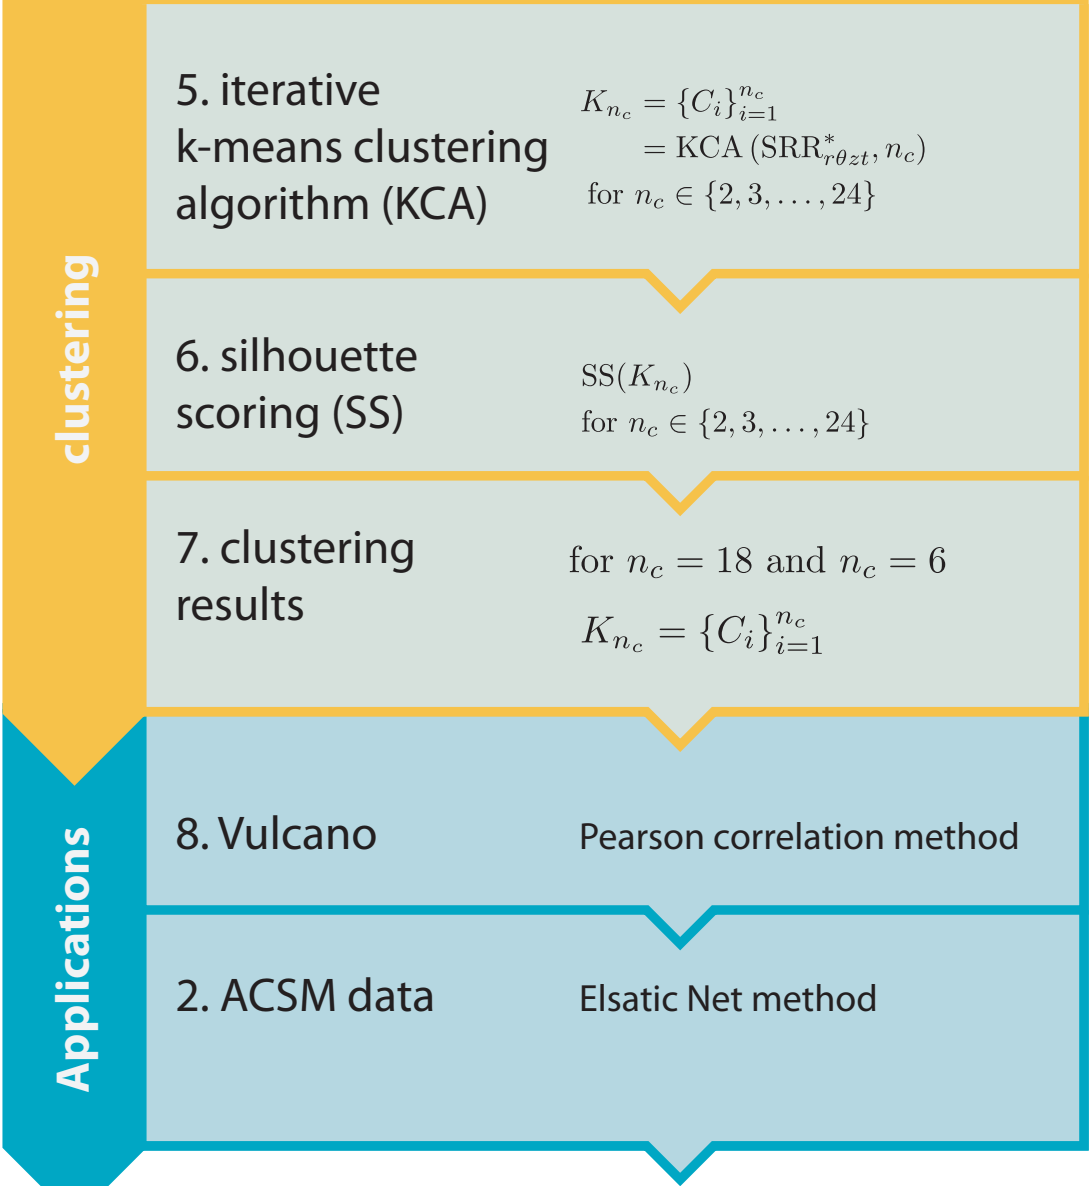 clustering
5. iterative
k-means clustering
algorithm (KCA)
K_{n_c} = {C_i}_{i=1}^{n_c}
= KCA (SRR^*_{rθzt}, n_c)
for n_c ∈ {2, 3, . . . , 24}
6. silhouette
scoring (SS)
SS(K_{n_c})
for n_c ∈ {2, 3, . . . , 24}
7. clustering
results
for n_c = 18 and n_c = 6
K_{n_c} = {C_i}_{i=1}^{n_c}
Applications
8. Vulcano
Pearson correlation method
2. ACSM data
Elsatic Net method